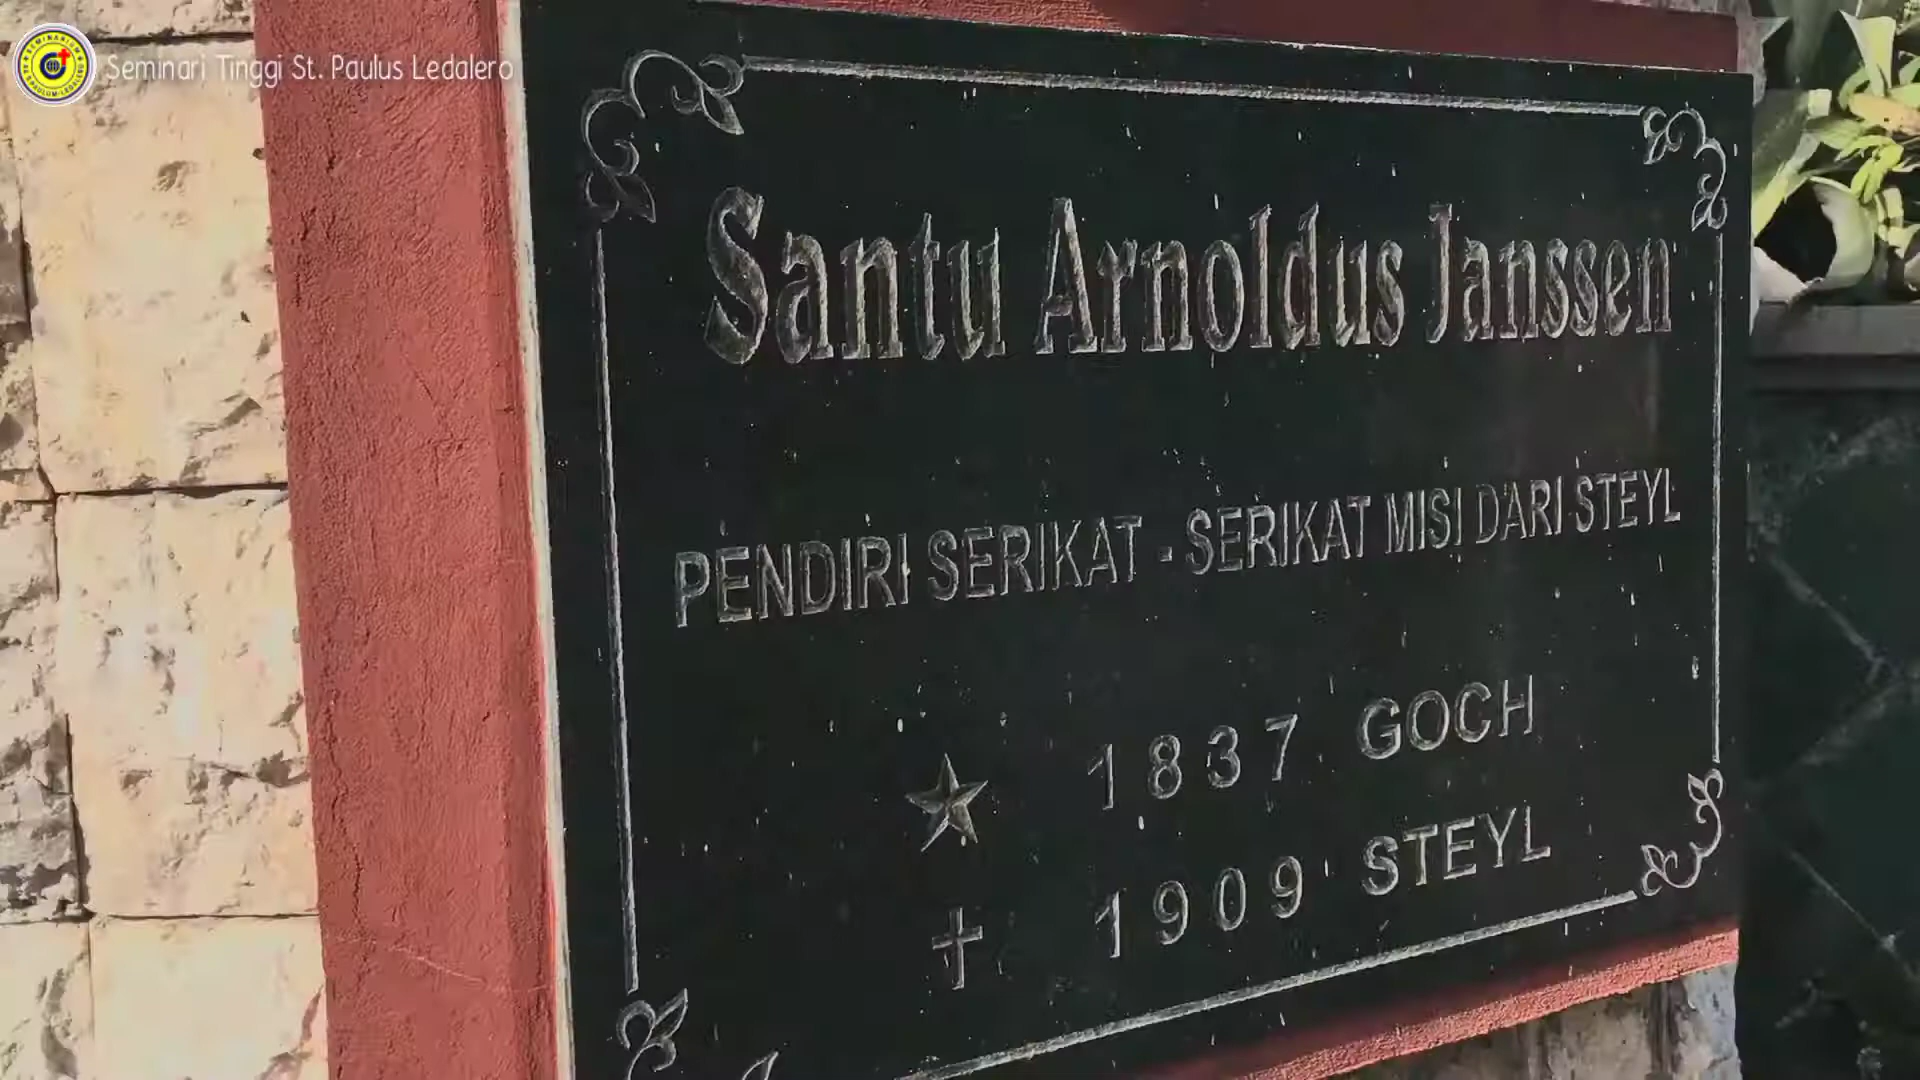 Seminari Tinggi St. Paulus Ledalero
Santu Arnoldus Janssen
PENDIRI SERIKAT - SERIKAT MISI DARI STEYL
1837 GOCH
1909 STEYL